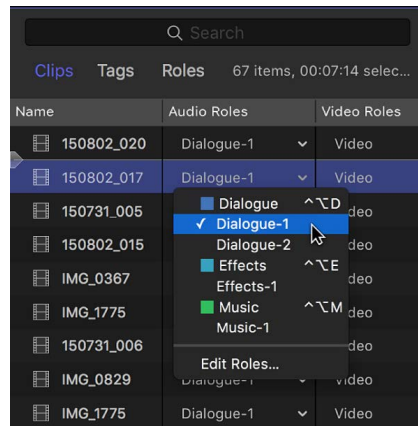 Search
Clips Tags Roles 67 items, 00:07:14 selec...
Name Audio Roles Video Roles
150802_020 Dialogue-1 Video
150802_017 Dialogue-1 Video
150731_005 deo
150802_015 deo
IMG_0367 deo
IMG_1775 deo
150731_006 deo
IMG_0829 Dialogue-1 Video
IMG_1775 Dialogue-1 Video
Dialogue ^⌥D
✓ Dialogue-1
Dialogue-2
Effects ^⌥E
Effects-1
Music ^⌥M
Music-1
Edit Roles...